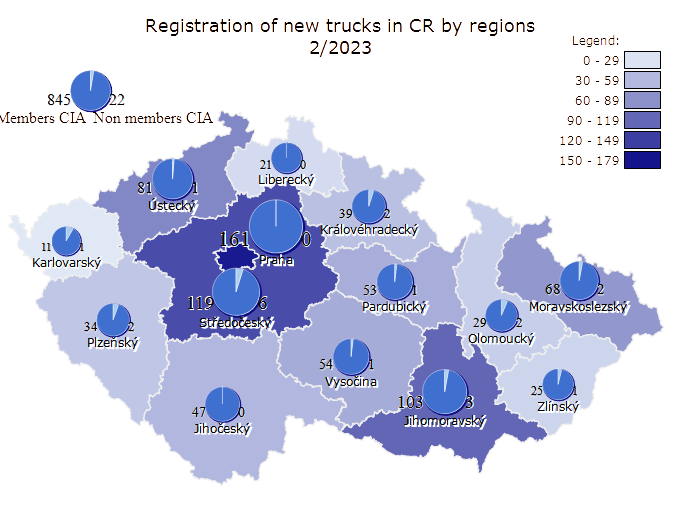 Registration of new trucks in CR by regions
2/2023
Legend:
0 - 29
30 - 59
60 - 89
90 - 119
120 - 149
150 - 179
845 22
Members CIA Non members CIA
21 0
Liberecký
81 1
Ústecký
39 2
Královéhradecký
11 1
Karlovarský
161 0
Praha
53 1
Pardubický
68 2
Moravskoslezský
119 6
Středočeský
34 2
Plzeňský
29 2
Olomoucký
54 1
Vysočina
25 1
Zlínský
103 3
Jihomoravský
47 0
Jihočeský